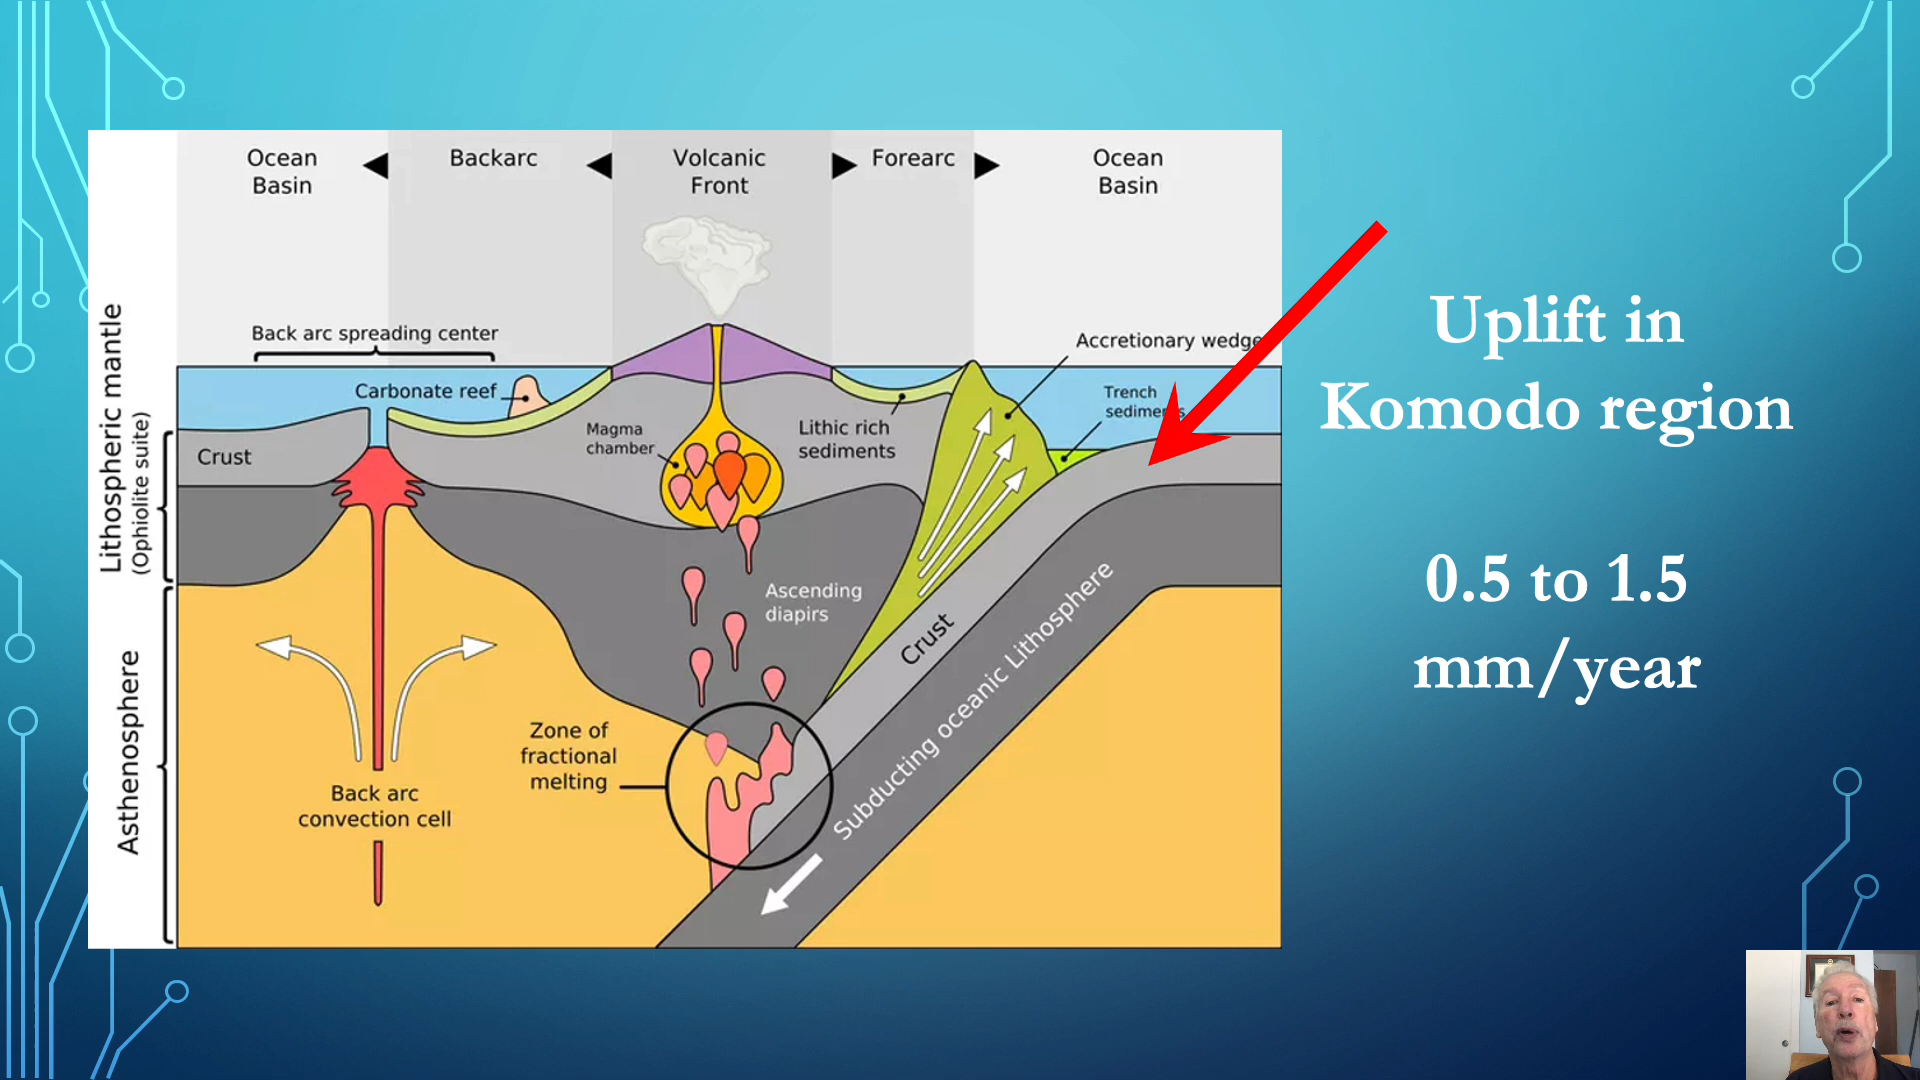 Ocean
Basin
Backarc
Volcanic
Front
Forearc
Ocean
Basin
Back arc spreading center
Accretionary wedge
Carbonate reef
Trench
sediments
Magma
chamber
Lithic rich
sediments
Crust
Lithospheric mantle
(Ophiolite suite)
Ascending
diapirs
Crust
Subducting oceanic Lithosphere
Zone of
fractional
melting
Back arc
convection cell
Asthenosphere
Uplift in
Komodo region
0.5 to 1.5
mm/year